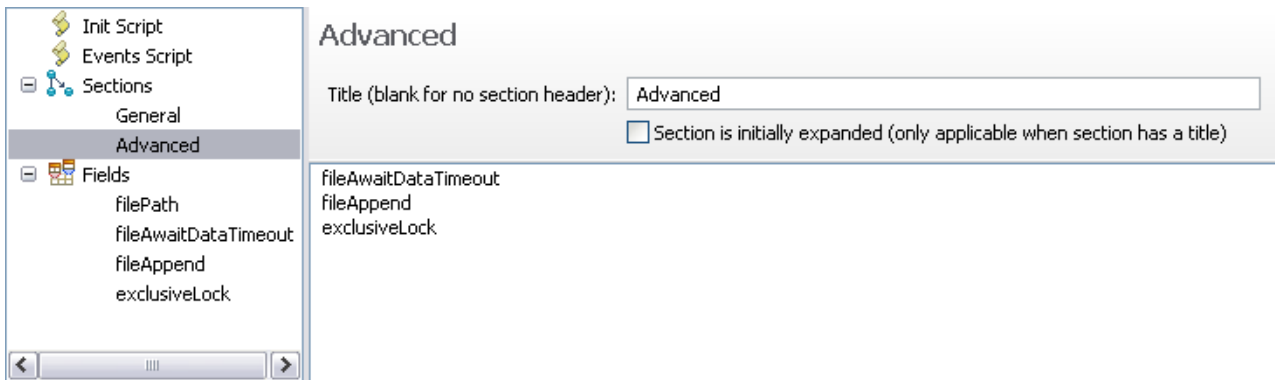 Init Script
Events Script
Sections
General
Advanced
Fields
filePath
fileAwaitDataTimeout
fileAppend
exclusiveLock
Advanced
Title (blank for no section header): Advanced
Section is initially expanded (only applicable when section has a title)
fileAwaitDataTimeout
fileAppend
exclusiveLock